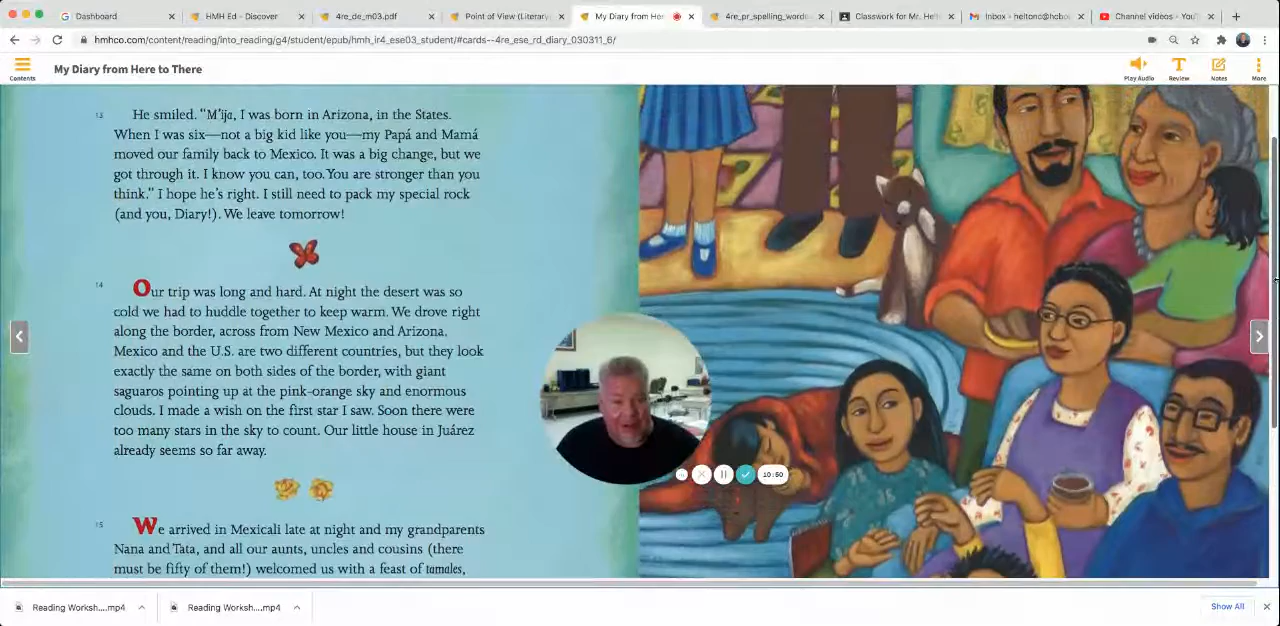 Dashboard
HMH Ed - Discover
4re_de_m03.pdf
Point of View (Literary
My Diary from Her
4re_pr_spelling_word
Classwork for Mr. Hel
Inbox - heltonc@hcbo
Channel videos - You
hmhco.com/content/reading/into_reading/g4/student/epub/hmh_ir4_ese03_student/#cards--4re_ese_rd_diary_030311_6/
Contents
My Diary from Here to There
Play Audio
Review
Notes
More
13 He smiled. "M'ija, I was born in Arizona, in the States.
When I was six—not a big kid like you—my Papá and Mamá
moved our family back to Mexico. It was a big change, but we
got through it. I know you can, too. You are stronger than you
think." I hope he's right. I still need to pack my special rock
(and you, Diary!). We leave tomorrow!
14 Our trip was long and hard. At night the desert was so
cold we had to huddle together to keep warm. We drove right
along the border, across from New Mexico and Arizona.
Mexico and the U.S. are two different countries, but they look
exactly the same on both sides of the border, with giant
saguaros pointing up at the pink-orange sky and enormous
clouds. I made a wish on the first star I saw. Soon there were
too many stars in the sky to count. Our little house in Juárez
already seems so far away.
15 We arrived in Mexicali late at night and my grandparents
Nana and Tata, and all our aunts, uncles and cousins (there
must be fifty of them!) welcomed us with a feast of tamales,
10:50
Reading Worksh....mp4
Reading Worksh....mp4
Show All